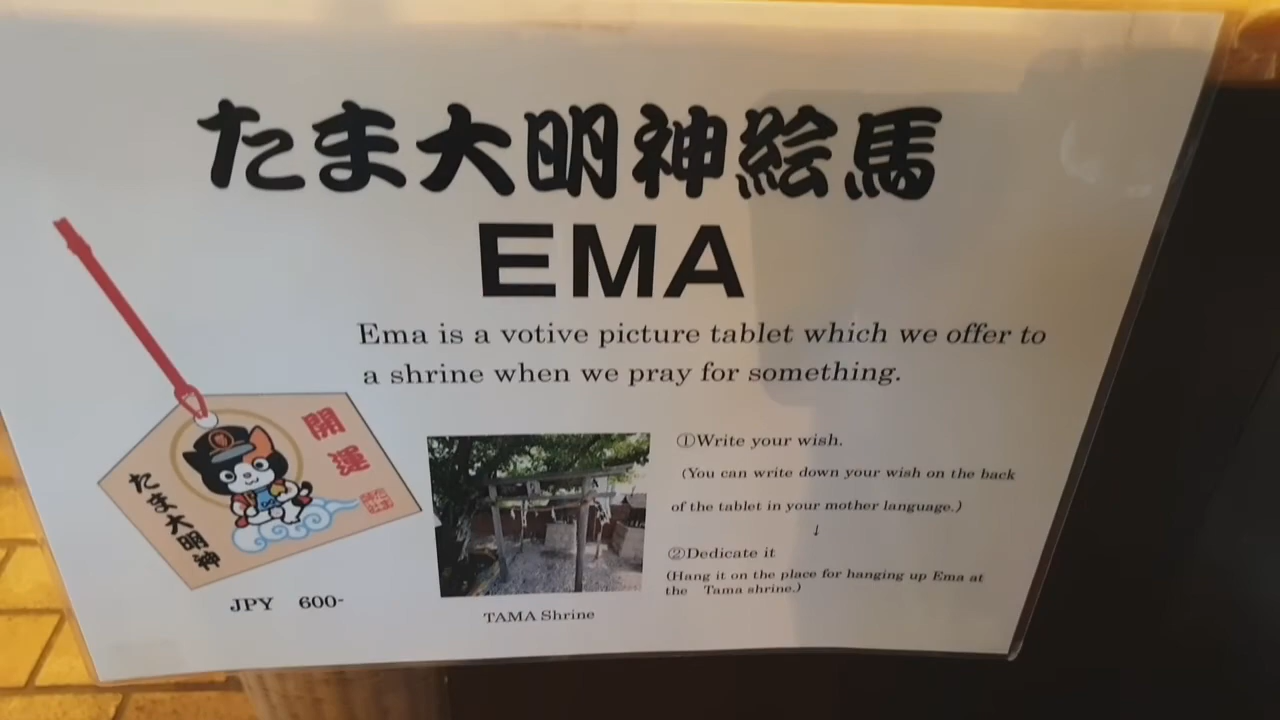 たま大明神絵馬
EMA
Ema is a votive picture tablet which we offer to
a shrine when we pray for something.
開運
たま大明神
JPY 600-
TAMA Shrine
①Write your wish.
(You can write down your wish on the back
of the tablet in your mother language.)
↓
②Dedicate it
(Hang it on the place for hanging up Ema at
the Tama shrine.)